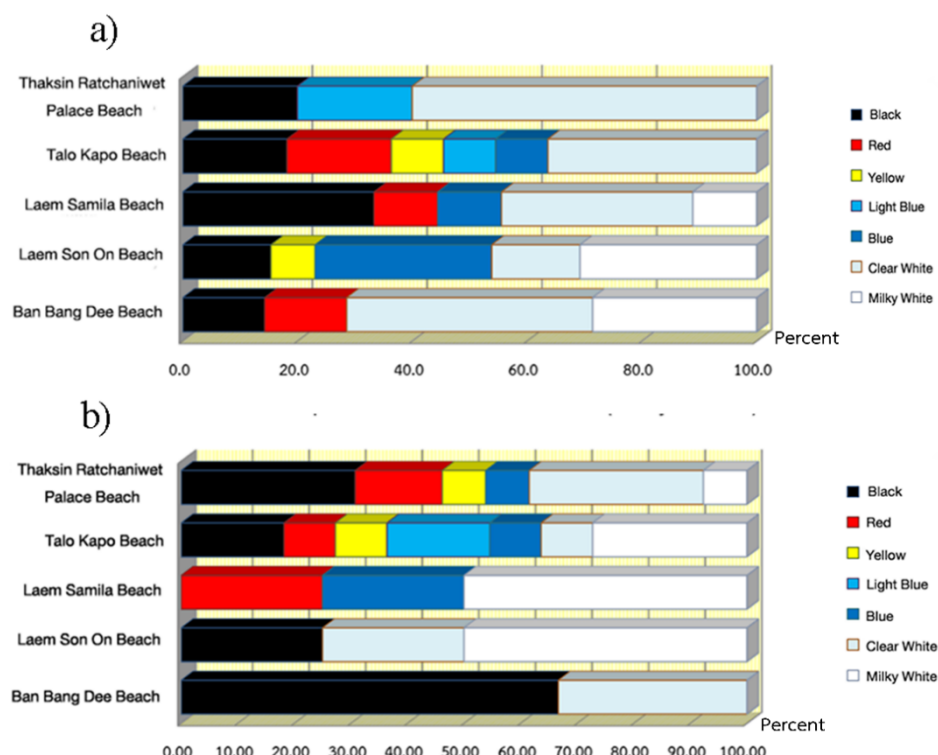 a)
Thaksin Ratchaniwet
Palace Beach
Talo Kapo Beach
Laem Samila Beach
Laem Son On Beach
Ban Bang Dee Beach
Black
Red
Yellow
Light Blue
Blue
Clear White
Milky White
Percent
0.0 20.0 40.0 60.0 80.0 100.0
b)
Thaksin Ratchaniwet
Palace Beach
Talo Kapo Beach
Laem Samila Beach
Laem Son On Beach
Ban Bang Dee Beach
Black
Red
Yellow
Light Blue
Blue
Clear White
Milky White
Percent
0.00 10.00 20.00 30.00 40.00 50.00 60.00 70.00 80.00 90.00 100.00